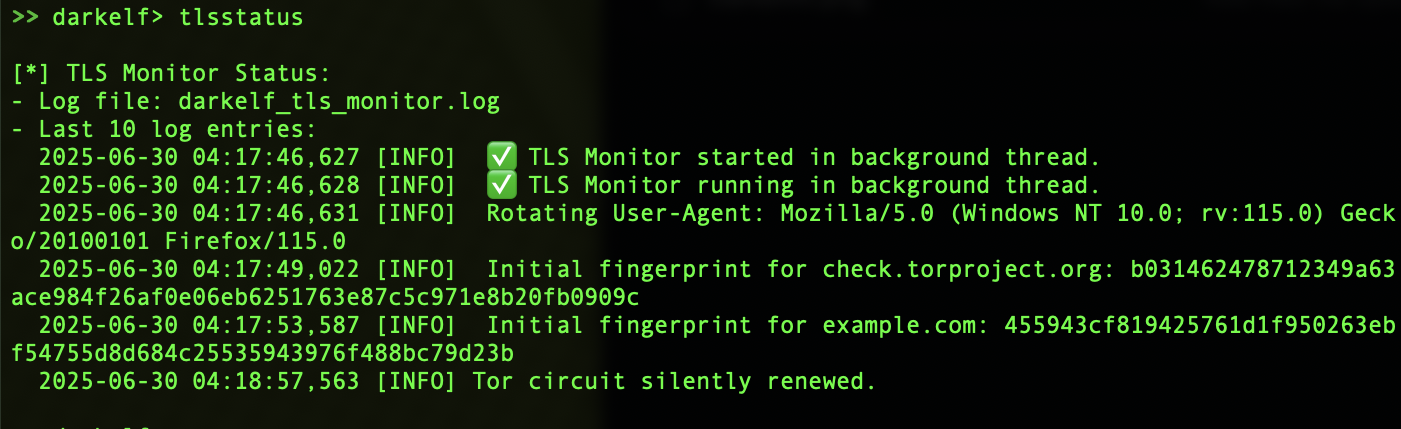 >> darkelf> tlsstatus
[*] TLS Monitor Status:
- Log file: darkelf_tls_monitor.log
- Last 10 log entries:
2025-06-30 04:17:46,627 [INFO] ✅ TLS Monitor started in background thread.
2025-06-30 04:17:46,628 [INFO] ✅ TLS Monitor running in background thread.
2025-06-30 04:17:46,631 [INFO] Rotating User-Agent: Mozilla/5.0 (Windows NT 10.0; rv:115.0) Geck
o/20100101 Firefox/115.0
2025-06-30 04:17:49,022 [INFO] Initial fingerprint for check.torproject.org: b031462478712349a63
ace984f26af0e06eb6251763e87c5c971e8b20fb0909c
2025-06-30 04:17:53,587 [INFO] Initial fingerprint for example.com: 455943cf819425761d1f950263eb
f54755d8d684c25535943976f488bc79d23b
2025-06-30 04:18:57,563 [INFO] Tor circuit silently renewed.